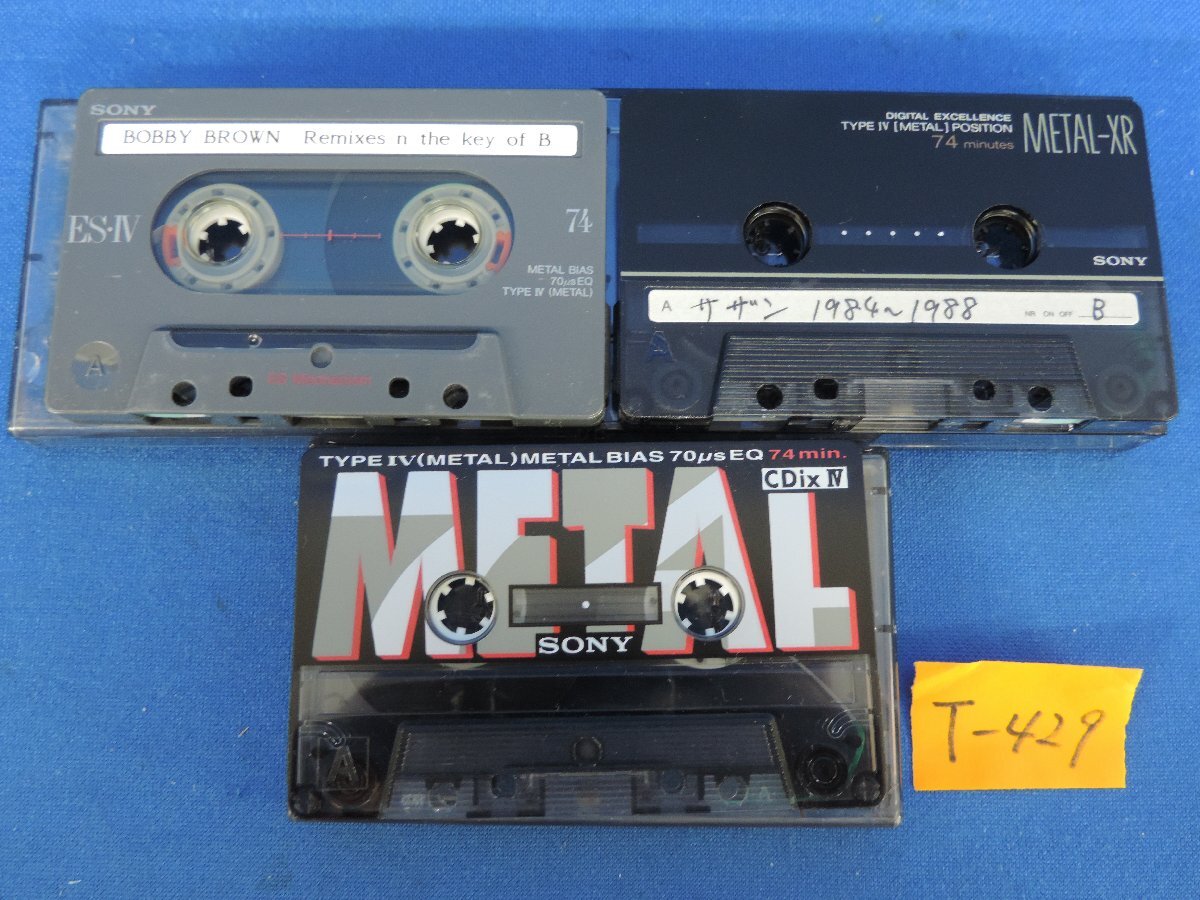 SONY
BOBBY BROWN Remixes n the key of B
ES·IV
74
METAL BIAS
70μs EQ
TYPE IV (METAL)
A
DIGITAL EXCELLENCE
TYPE IV [METAL] POSITION
74 minutes
METAL-XR
SONY
A サザン 1984~1988 NR ON OFF B
A
TYPE IV (METAL) METAL BIAS 70μs EQ 74min.
CDix IV
METAL
SONY
A
T-429